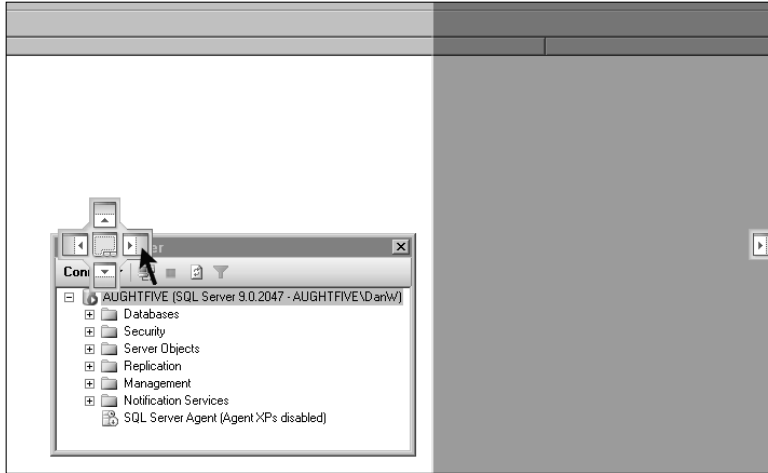 er
Con
AUGHTFIVE (SQL Server 9.0.2047 - AUGHTFIVE\DanW)
Databases
Security
Server Objects
Replication
Management
Notification Services
SQL Server Agent (Agent XPs disabled)